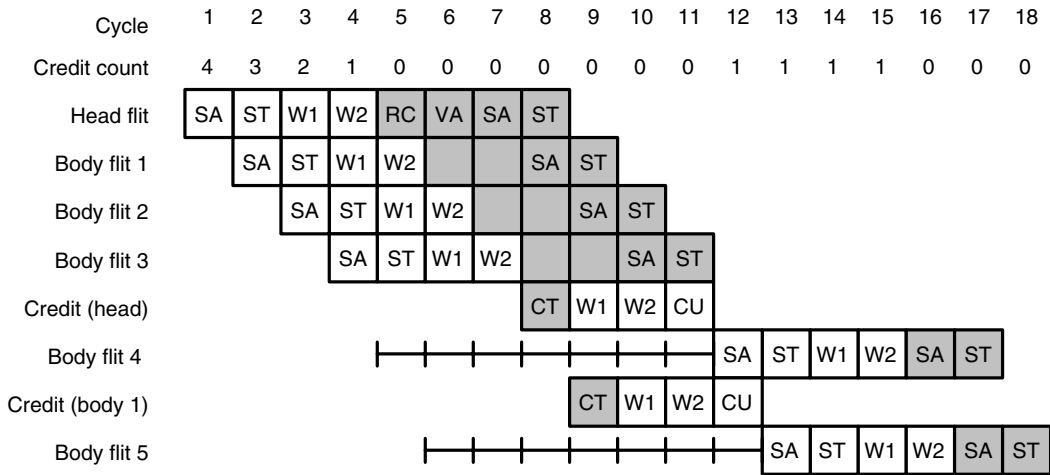 Cycle 1 2 3 4 5 6 7 8 9 10 11 12 13 14 15 16 17 18
Credit count 4 3 2 1 0 0 0 0 0 0 0 1 1 1 1 0 0 0
Head flit SA ST W1 W2 RC VA SA ST
Body flit 1 SA ST W1 W2 SA ST
Body flit 2 SA ST W1 W2 SA ST
Body flit 3 SA ST W1 W2 SA ST
Credit (head) CT W1 W2 CU
Body flit 4 SA ST W1 W2 SA ST
Credit (body 1) CT W1 W2 CU
Body flit 5 SA ST W1 W2 SA ST